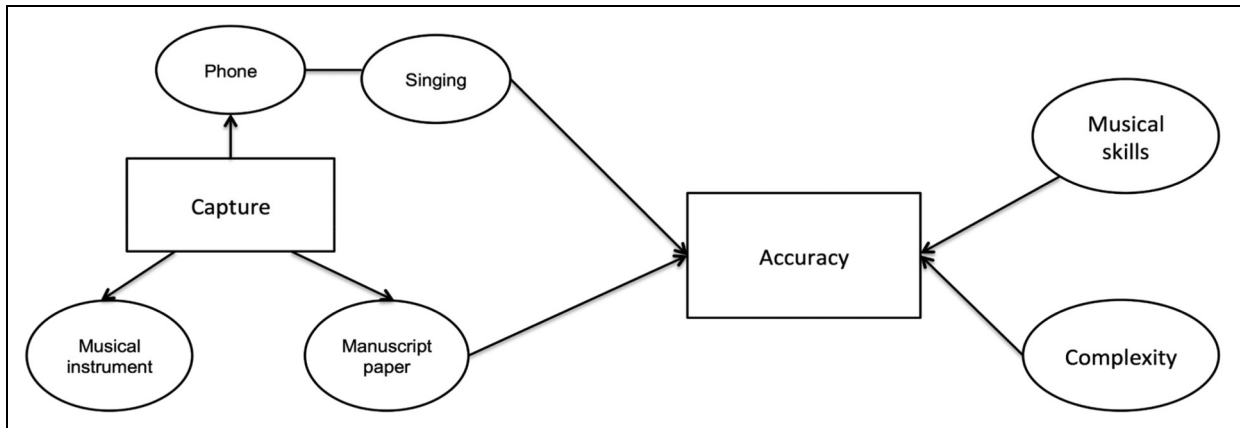 Phone
Singing
Musical
skills
Capture
Accuracy
Musical
instrument
Manuscript
paper
Complexity